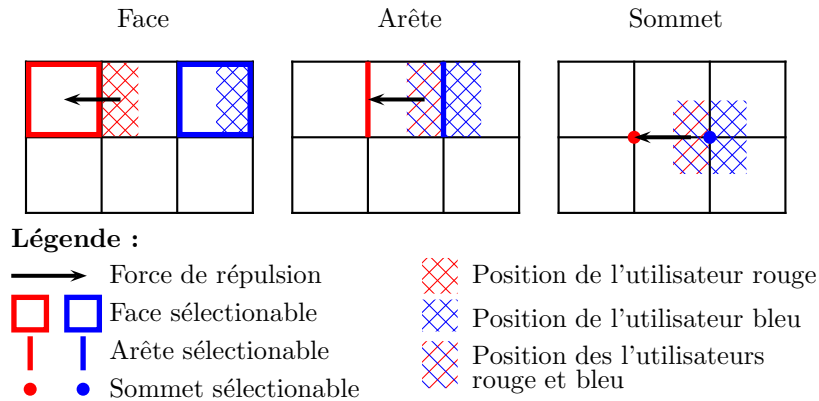 Face
Arête
Sommet
Légende :
Force de répulsion
Face sélectionable
Arête sélectionable
Sommet sélectionable
Position de l'utilisateur rouge
Position de l'utilisateur bleu
Position des l'utilisateurs
rouge et bleu